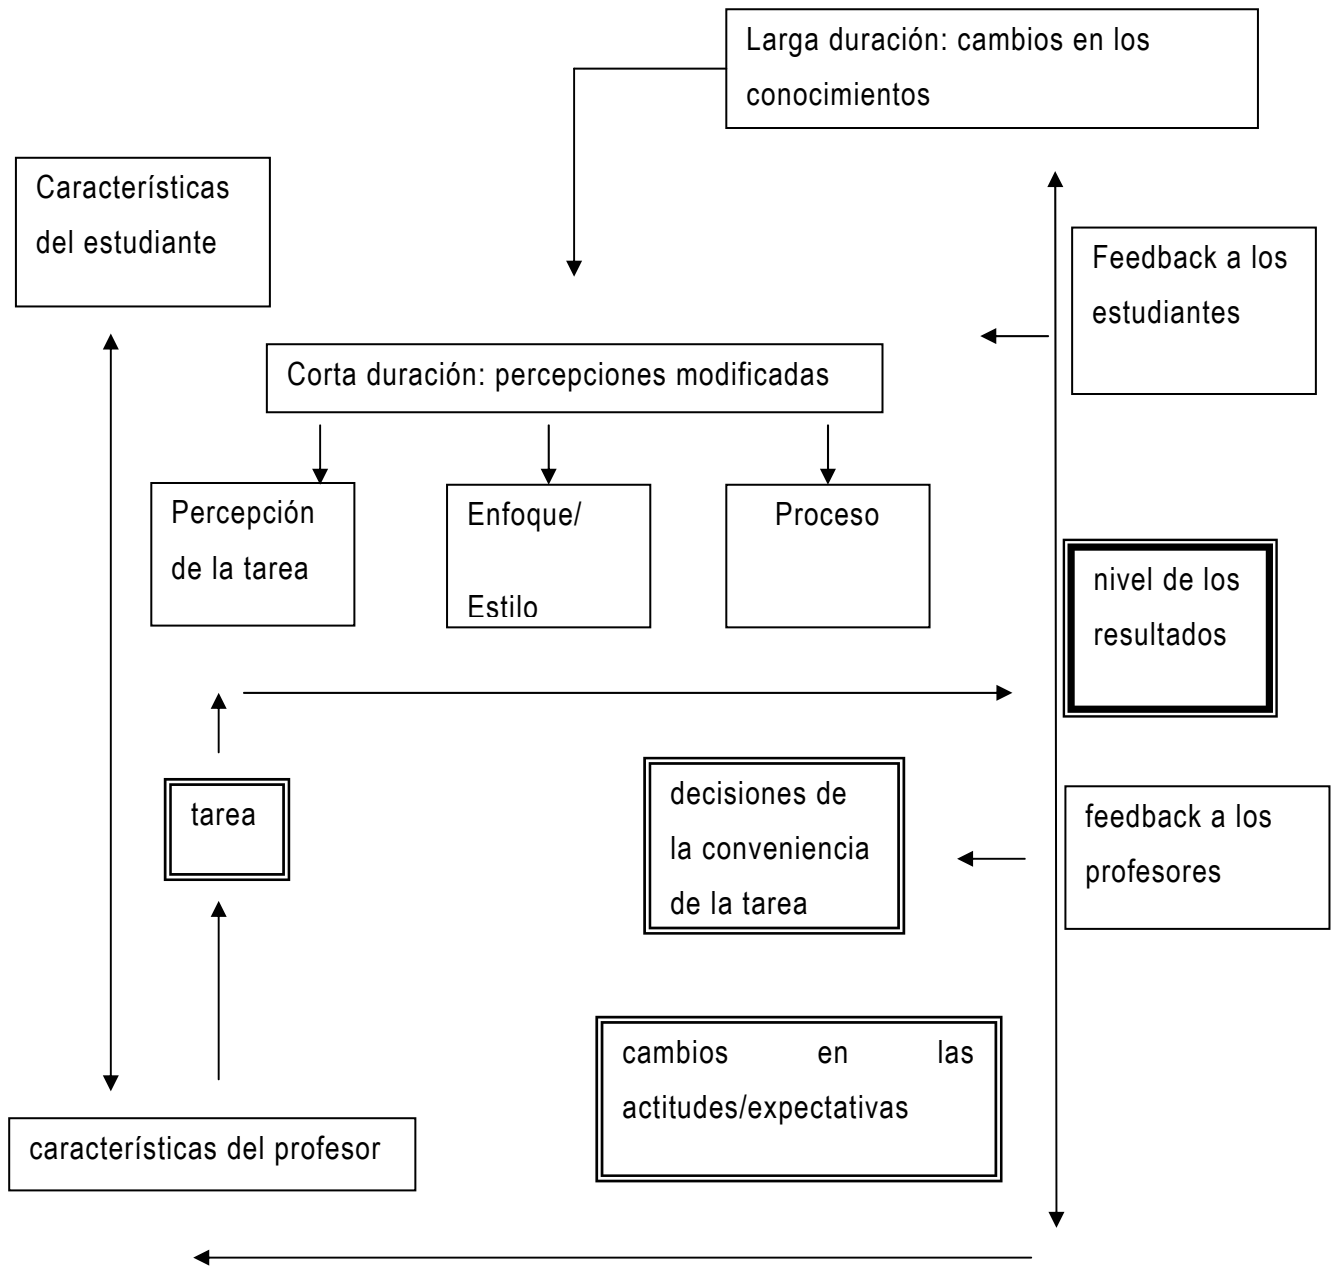 Larga duración: cambios en los
conocimientos
Características
del estudiante
Feedback a los
estudiantes
Corta duración: percepciones modificadas
Percepción
de la tarea
Enfoque/
Estilo
Proceso
nivel de los
resultados
tarea
decisiones de
la conveniencia
de la tarea
feedback a los
profesores
cambios en las
actitudes/expectativas
características del profesor